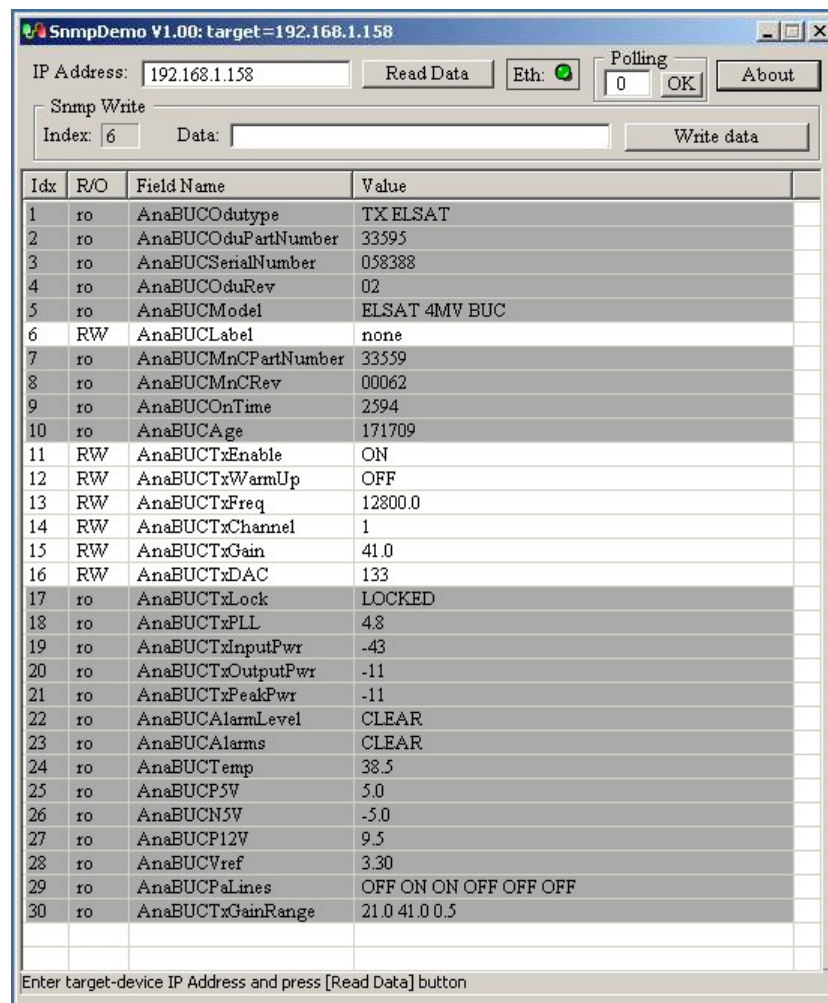 SnmpDemo V1.00: target=192.168.1.158
IP Address: 192.168.1.158 Read Data Eth: Polling 0 OK About
Snmp Write
Index: 6 Data: Write data
Idx R/O Field Name Value
1 ro AnaBUCOdutype TX ELSAT
2 ro AnaBUCOduPartNumber 33595
3 ro AnaBUCSerialNumber 058388
4 ro AnaBUCOduRev 02
5 ro AnaBUCModel ELSAT 4MV BUC
6 RW AnaBUCLabel none
7 ro AnaBUCMnCPartNumber 33559
8 ro AnaBUCMnCRev 00062
9 ro AnaBUCOnTime 2594
10 ro AnaBUCAge 171709
11 RW AnaBUCTxEnable ON
12 RW AnaBUCTxWarmUp OFF
13 RW AnaBUCTxFreq 12800.0
14 RW AnaBUCTxChannel 1
15 RW AnaBUCTxGain 41.0
16 RW AnaBUCTxDAC 133
17 ro AnaBUCTxLock LOCKED
18 ro AnaBUCTxPLL 4.8
19 ro AnaBUCTxInputPwr -43
20 ro AnaBUCTxOutputPwr -11
21 ro AnaBUCTxPeakPwr -11
22 ro AnaBUCAlarmLevel CLEAR
23 ro AnaBUCAlarms CLEAR
24 ro AnaBUCTemp 38.5
25 ro AnaBUCP5V 5.0
26 ro AnaBUCN5V -5.0
27 ro AnaBUCP12V 9.5
28 ro AnaBUCVref 3.30
29 ro AnaBUCPaLines OFF ON ON OFF OFF OFF
30 ro AnaBUCTxGainRange 21.0 41.0 0.5
Enter target-device IP Address and press [Read Data] button